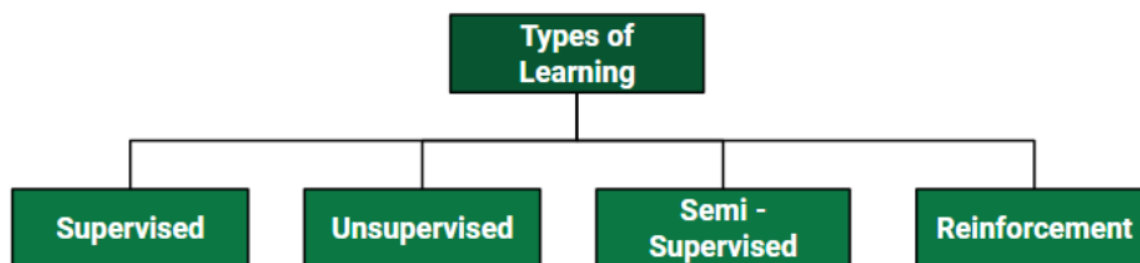 Types of
Learning
Supervised
Unsupervised
Semi -
Supervised
Reinforcement